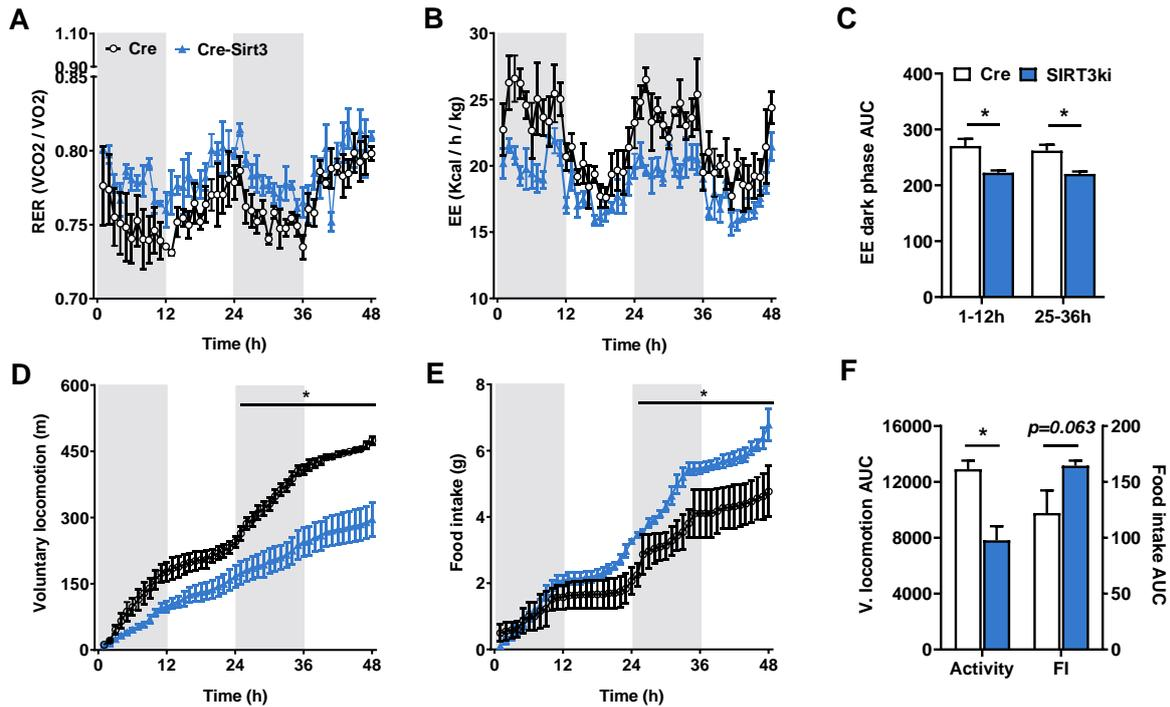 A
1.10
0.90
0.85
0.80
0.75
0.70
RER (VCO2 / VO2)
Cre
Cre-Sirt3
0 12 24 36 48
Time (h)
B
30
25
20
15
10
EE (Kcal / h / kg)
0 12 24 36 48
Time (h)
C
400
300
200
100
0
EE dark phase AUC
Cre SIRT3ki
* *
1-12h 25-36h
D
600
450
300
150
0
Voluntary locomotion (m)
*
0 12 24 36 48
Time (h)
E
8
6
4
2
0
Food intake (g)
*
0 12 24 36 48
Time (h)
F
16000
12000
8000
4000
0
V. locomotion AUC
* p=0.063
200
150
100
50
0
Food intake AUC
Activity FI